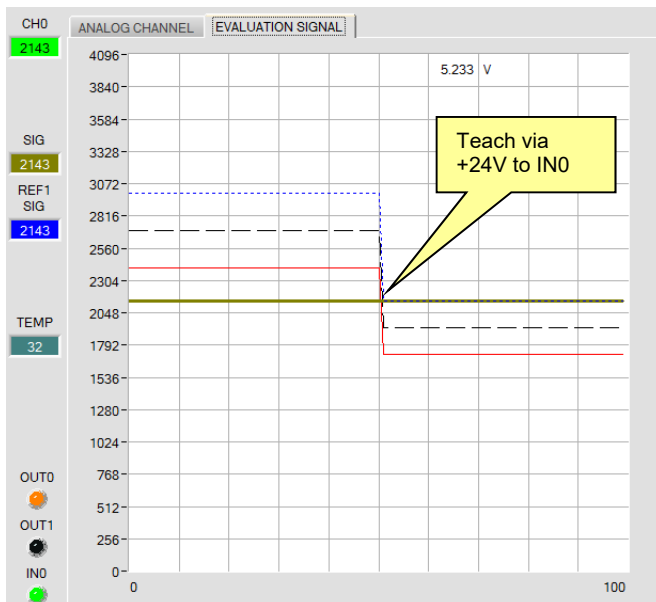 CH0
2143
SIG
2143
REF1
SIG
2143
TEMP
32
OUT0
OUT1
IN0
ANALOG CHANNEL
EVALUATION SIGNAL
5.233 V
Teach via
+24V to IN0
4096
3840
3584
3328
3072
2816
2560
2304
2048
1792
1536
1280
1024
768
512
256
0
0
100